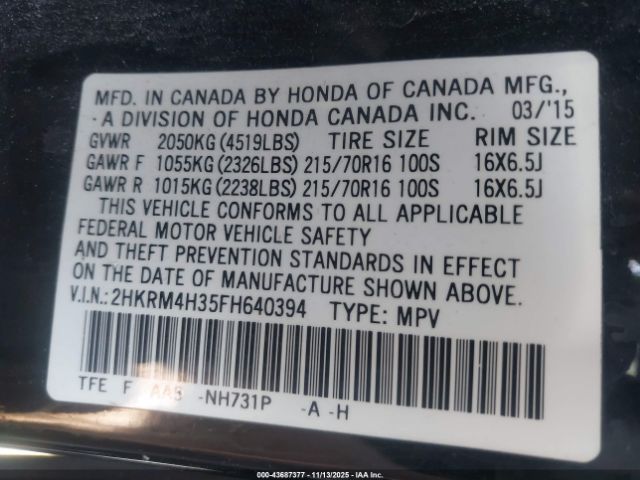 MFD. IN CANADA BY HONDA OF CANADA MFG.,
A DIVISION OF HONDA CANADA INC. 03/'15
GVWR 2050KG (4519LBS) TIRE SIZE RIM SIZE
GAWR F 1055KG (2326LBS) 215/70R16 100S 16X6.5J
GAWR R 1015KG (2238LBS) 215/70R16 100S 16X6.5J
THIS VEHICLE CONFORMS TO ALL APPLICABLE
FEDERAL MOTOR VEHICLE SAFETY
AND THEFT PREVENTION STANDARDS IN EFFECT
ON THE DATE OF MANUFACTURE SHOWN ABOVE.
V.I.N.:2HKRM4H35FH640394 TYPE: MPV
TFE F AAS -NH731P -A -H
000-43687377 - 11/13/2025 - IAA Inc.